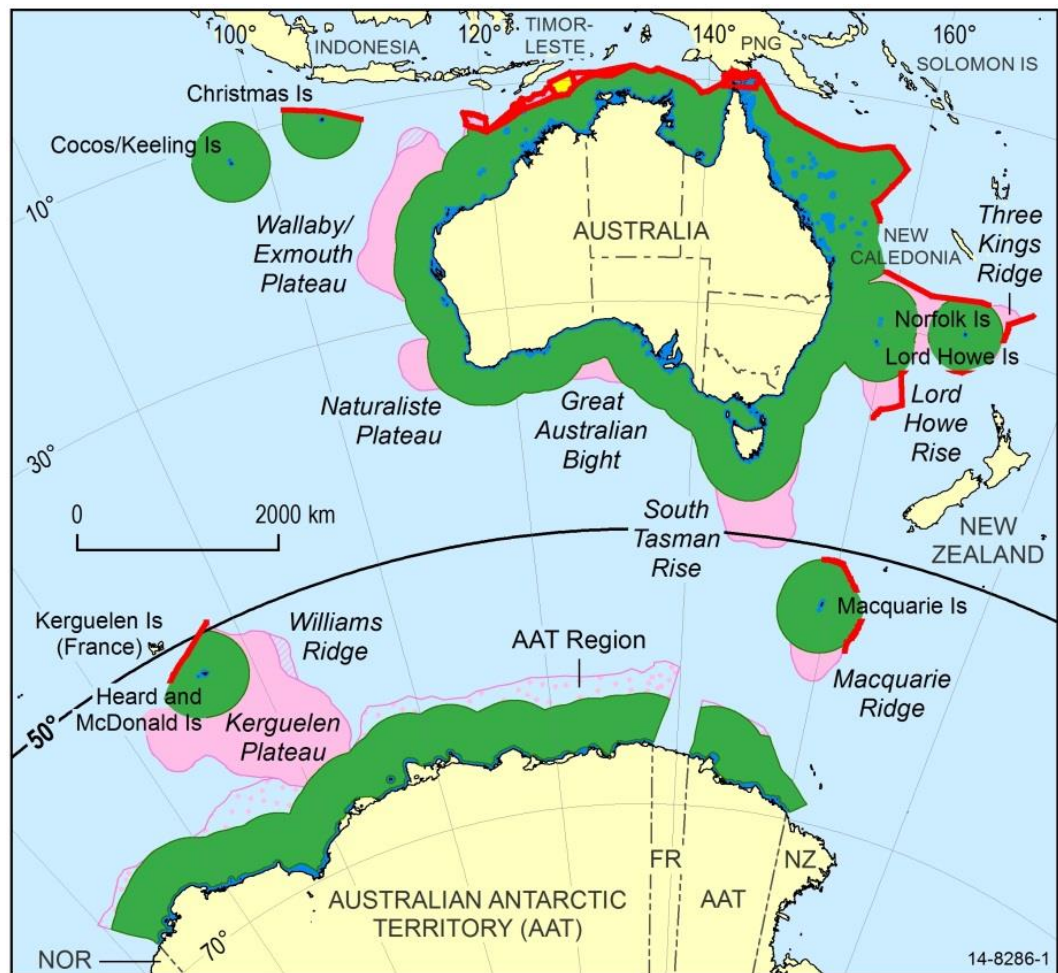 100°
INDONESIA
120°
TIMOR-
LESTE
140°
PNG
160°
SOLOMON IS
Christmas Is
Cocos/Keeling Is
10°
Wallaby/
Exmouth
Plateau
AUSTRALIA
NEW
CALEDONIA
Three
Kings
Ridge
Norfolk Is
Lord Howe Is
Naturaliste
Plateau
Great
Australian
Bight
Lord
Howe
Rise
30°
0
2000 km
South
Tasman
Rise
NEW
ZEALAND
Kerguelen Is
(France)
Williams
Ridge
AAT Region
Macquarie Is
Heard and
McDonald Is
Kerguelen
Plateau
Macquarie
Ridge
50°
FR
NZ
AUSTRALIAN ANTARCTIC
TERRITORY (AAT)
AAT
70°
NOR
14-8286-1